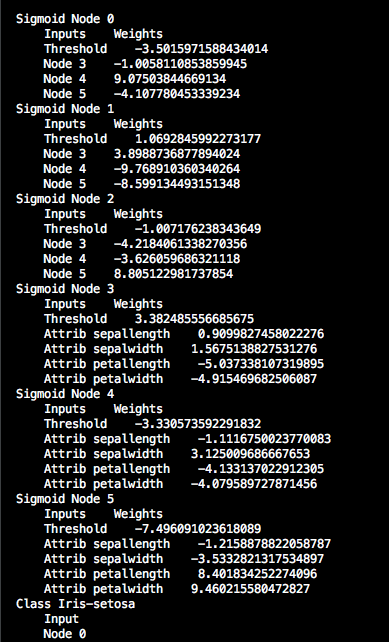 Sigmoid Node 0
Inputs Weights
Threshold -3.5015971588434014
Node 3 -1.0058110853859945
Node 4 9.07503844669134
Node 5 -4.107780453339234
Sigmoid Node 1
Inputs Weights
Threshold 1.0692845992273177
Node 3 3.8988736877894024
Node 4 -9.768910360340264
Node 5 -8.599134493151348
Sigmoid Node 2
Inputs Weights
Threshold -1.007176238343649
Node 3 -4.2184061338270356
Node 4 -3.626059686321118
Node 5 8.805122981737854
Sigmoid Node 3
Inputs Weights
Threshold 3.382485556685675
Attrib sepallength 0.9099827458022276
Attrib sepalwidth 1.5675138827531276
Attrib petallength -5.037338107319895
Attrib petalwidth -4.915469682506087
Sigmoid Node 4
Inputs Weights
Threshold -3.330573592291832
Attrib sepallength -1.1116750023770083
Attrib sepalwidth 3.125009686667653
Attrib petallength -4.133137022912305
Attrib petalwidth -4.079589727871456
Sigmoid Node 5
Inputs Weights
Threshold -7.496091023618089
Attrib sepallength -1.2158878822058787
Attrib sepalwidth -3.5332821317534897
Attrib petallength 8.401834252274096
Attrib petalwidth 9.460215580472827
Class Iris-setosa
Input
Node 0